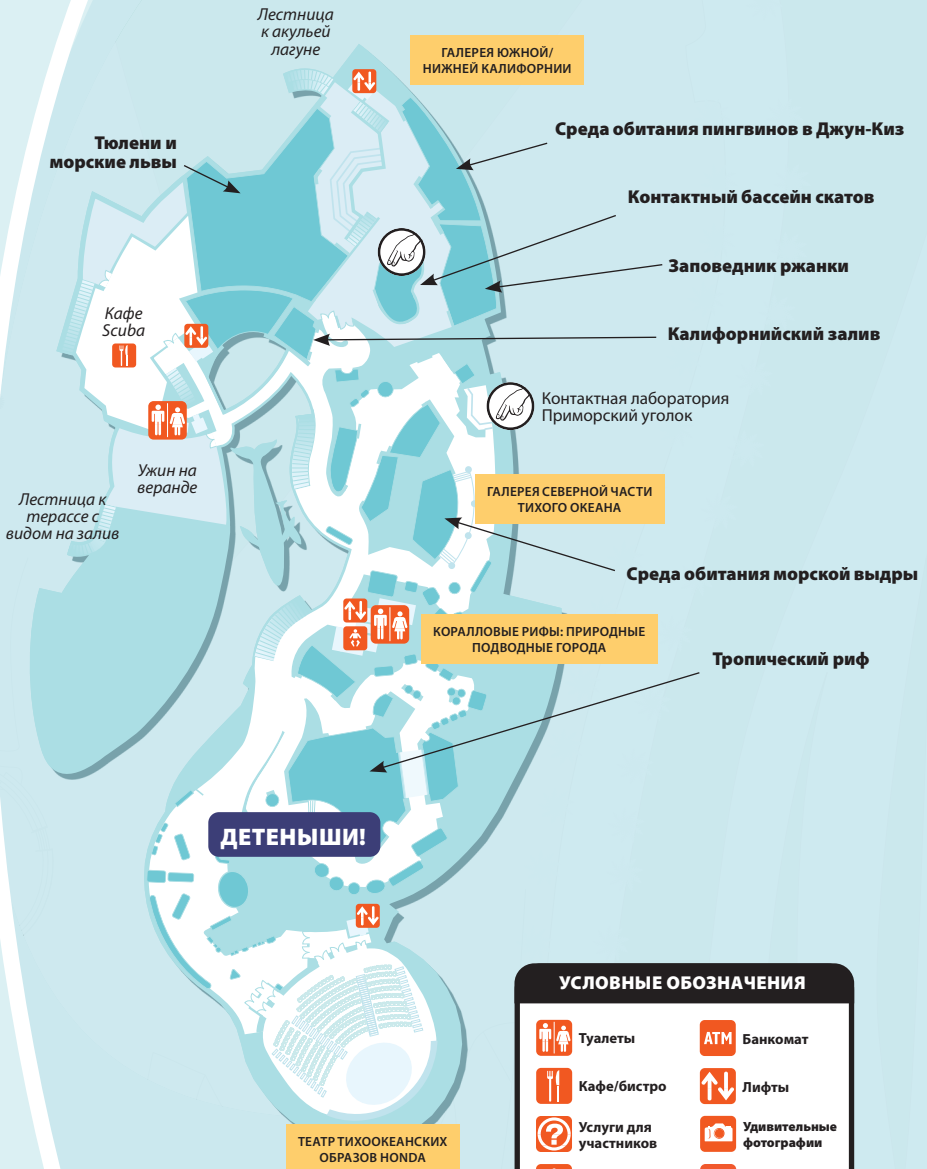 Лестница
к акульей
лагуне
ГАЛЕРЕЯ ЮЖНОЙ/
НИЖНЕЙ КАЛИФОРНИИ
Среда обитания пингвинов в Джун-Киз
Тюлени и
морские львы
Контактный бассейн скатов
Заповедник ржанки
Кафе
Scuba
Калифорнийский залив
Контактная лаборатория
Приморский уголок
Ужин на
веранде
Лестница к
терассе с
видом на залив
ГАЛЕРЕЯ СЕВЕРНОЙ ЧАСТИ
ТИХОГО ОКЕАНА
Среда обитания морской выдры
КОРАЛЛОВЫЕ РИФЫ: ПРИРОДНЫЕ
ПОДВОДНЫЕ ГОРОДА
Тропический риф
ДЕТЕНЫШИ!
ТЕАТР ТИХООКЕАНСКИХ
ОБРАЗОВ HONDA
УСЛОВНЫЕ ОБОЗНАЧЕНИЯ
Туалеты
ATM Банкомат
Кафе/бистро
Лифты
? Услуги для
участников
Удивительные
фотографии